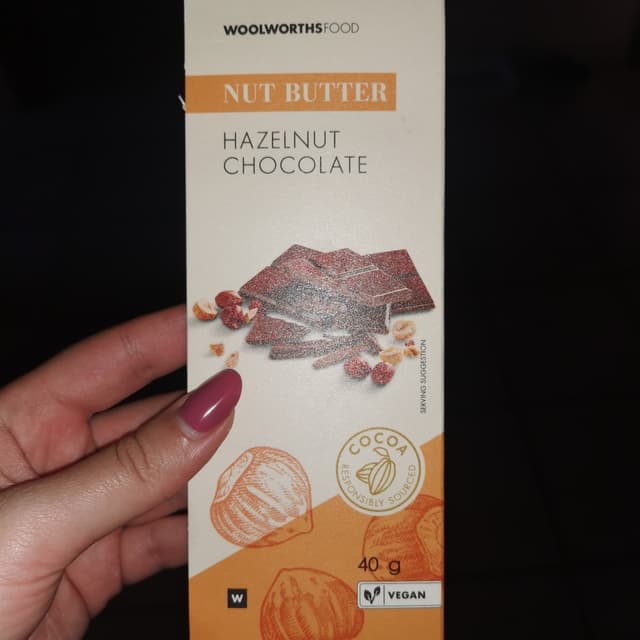 WOOLWORTHSFOOD
NUT BUTTER
HAZELNUT
CHOCOLATE
SERVING SUGGESTION
COCOA
RESPONSIBLY SOURCED
40 g
W
VEGAN